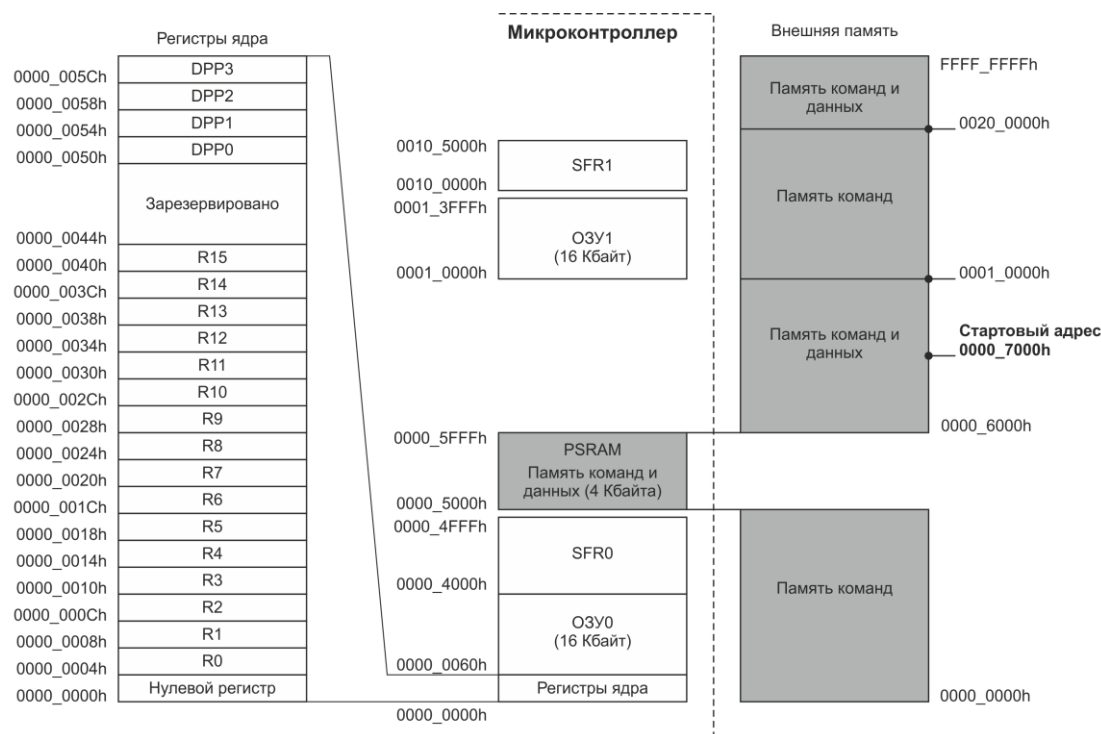 Регистры ядра
0000_005Ch
DPP3
0000_0058h
DPP2
0000_0054h
DPP1
0000_0050h
DPP0
Зарезервировано
0000_0044h
0000_0040h
R15
0000_003Ch
R14
0000_0038h
R13
0000_0034h
R12
0000_0030h
R11
0000_002Ch
R10
0000_0028h
R9
0000_0024h
R8
0000_0020h
R7
0000_001Ch
R6
0000_0018h
R5
0000_0014h
R4
0000_0010h
R3
0000_000Ch
R2
0000_0008h
R1
0000_0004h
R0
0000_0000h
Нулевой регистр
Микроконтроллер
0010_5000h
SFR1
0010_0000h
0001_3FFFh
ОЗУ1
(16 Кбайт)
0001_0000h
0000_5FFFh
PSRAM
Память команд и
данных (4 Кбайта)
0000_5000h
0000_4FFFh
SFR0
0000_4000h
ОЗУ0
(16 Кбайт)
0000_0060h
Регистры ядра
0000_0000h
Внешняя память
FFFF_FFFFh
Память команд и
данных
0020_0000h
Память команд
0001_0000h
Память команд и
данных
Стартовый адрес
0000_7000h
0000_6000h
Память команд
0000_0000h